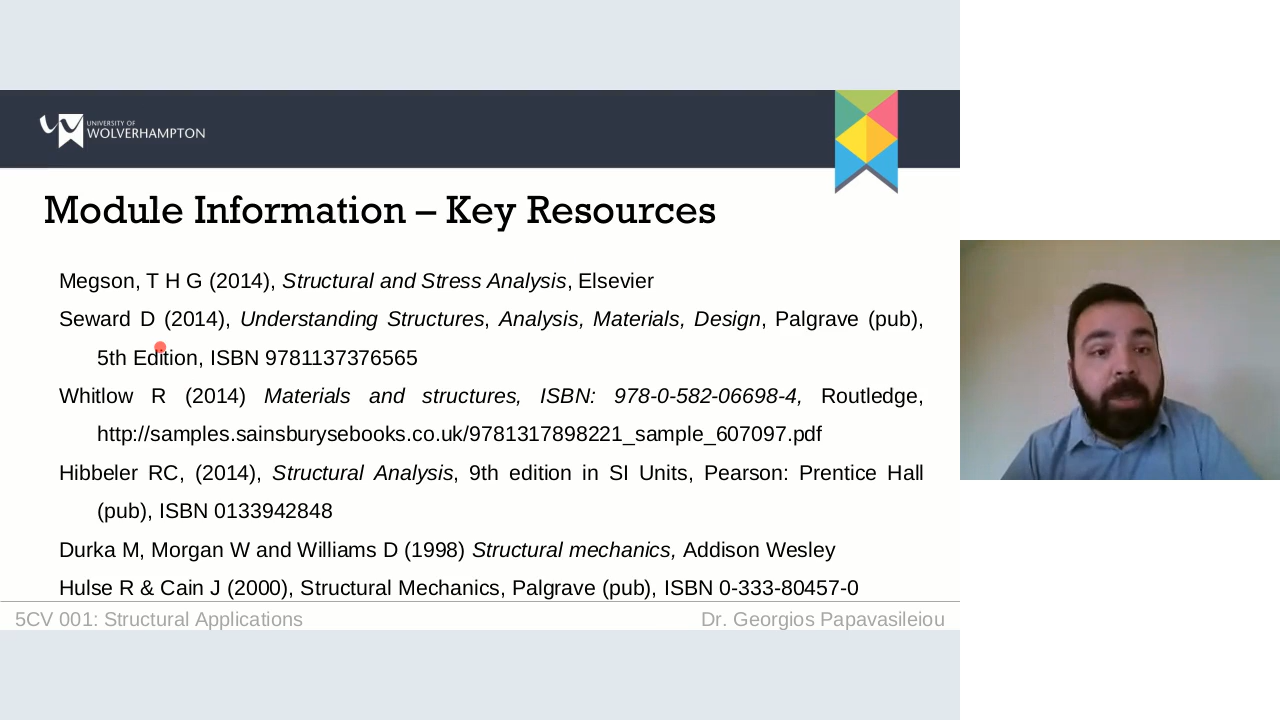 UNIVERSITY OF
WOLVERHAMPTON
Module Information – Key Resources
Megson, T H G (2014), Structural and Stress Analysis, Elsevier
Seward D (2014), Understanding Structures, Analysis, Materials, Design, Palgrave (pub),
5th Edition, ISBN 9781137376565
Whitlow R (2014) Materials and structures, ISBN: 978-0-582-06698-4, Routledge,
http://samples.sainsburysebooks.co.uk/9781317898221_sample_607097.pdf
Hibbeler RC, (2014), Structural Analysis, 9th edition in SI Units, Pearson: Prentice Hall
(pub), ISBN 0133942848
Durka M, Morgan W and Williams D (1998) Structural mechanics, Addison Wesley
Hulse R & Cain J (2000), Structural Mechanics, Palgrave (pub), ISBN 0-333-80457-0
5CV 001: Structural Applications
Dr. Georgios Papavasileiou